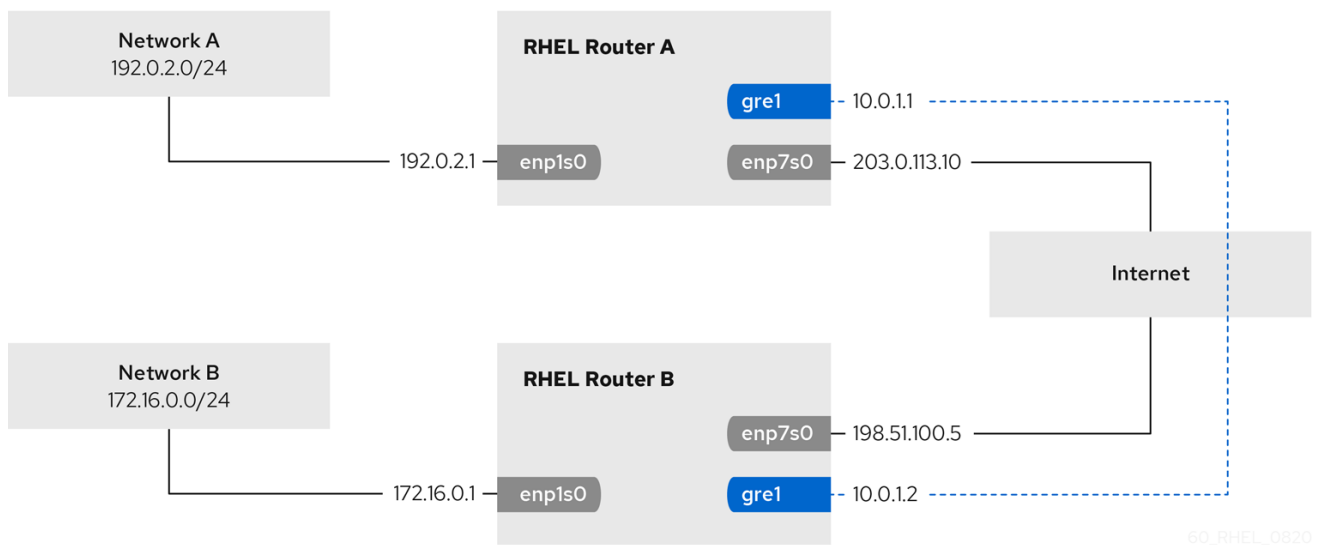 Network A
192.0.2.0/24
RHEL Router A
gre1
10.0.1.1
192.0.2.1
enp1s0
enp7s0
203.0.113.10
Internet
Network B
172.16.0.0/24
RHEL Router B
enp7s0
198.51.100.5
172.16.0.1
enp1s0
gre1
10.0.1.2
60_RHEL_0820